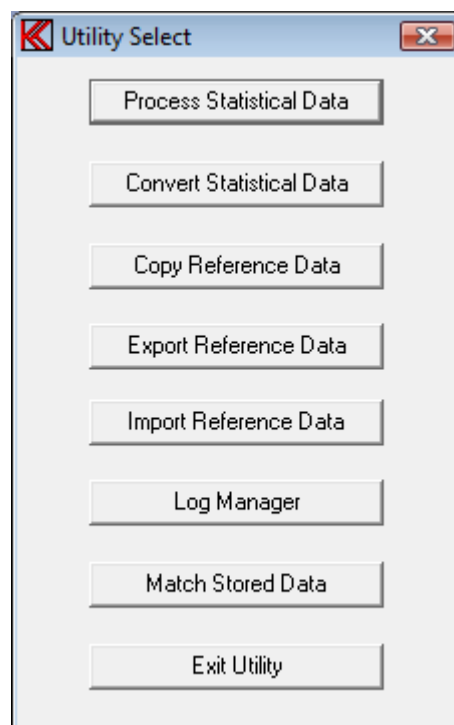 Utility Select
Process Statistical Data
Convert Statistical Data
Copy Reference Data
Export Reference Data
Import Reference Data
Log Manager
Match Stored Data
Exit Utility